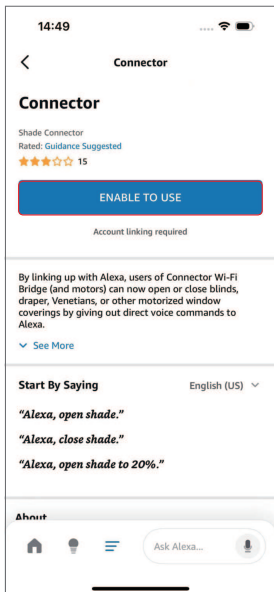 14:49
Connector
Connector
Shade Connector
Rated: Guidance Suggested
15
ENABLE TO USE
Account linking required
By linking up with Alexa, users of Connector Wi-Fi
Bridge (and motors) can now open or close blinds,
draper, Venetians, or other motorized window
coverings by giving out direct voice commands to
Alexa.
See More
Start By Saying English (US)
“Alexa, open shade.”
“Alexa, close shade.”
“Alexa, open shade to 20%.”
About
Ask Alexa...